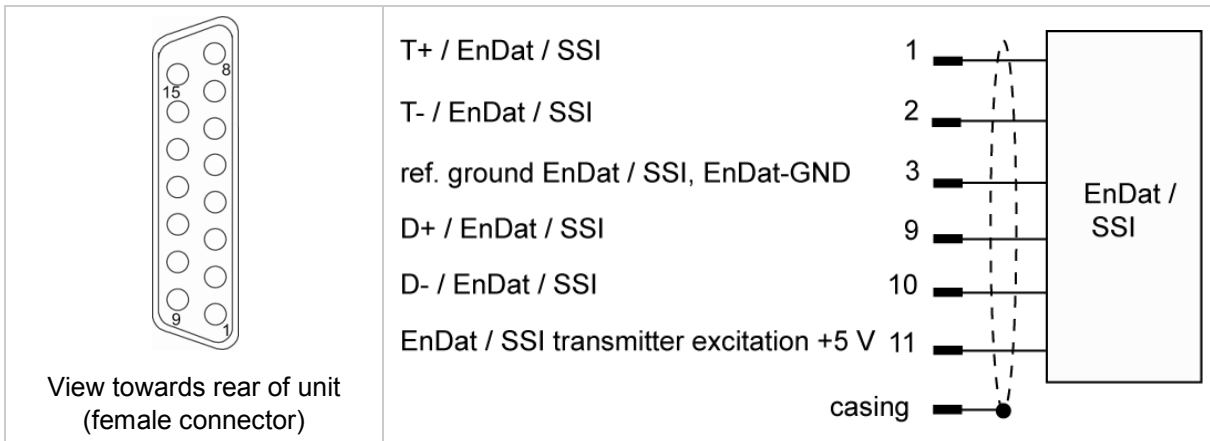 8
15
9
1
View towards rear of unit
(female connector)
T+ / EnDat / SSI 1
T- / EnDat / SSI 2
ref. ground EnDat / SSI, EnDat-GND 3
D+ / EnDat / SSI 9
D- / EnDat / SSI 10
EnDat / SSI transmitter excitation +5 V 11
casing
EnDat /
SSI